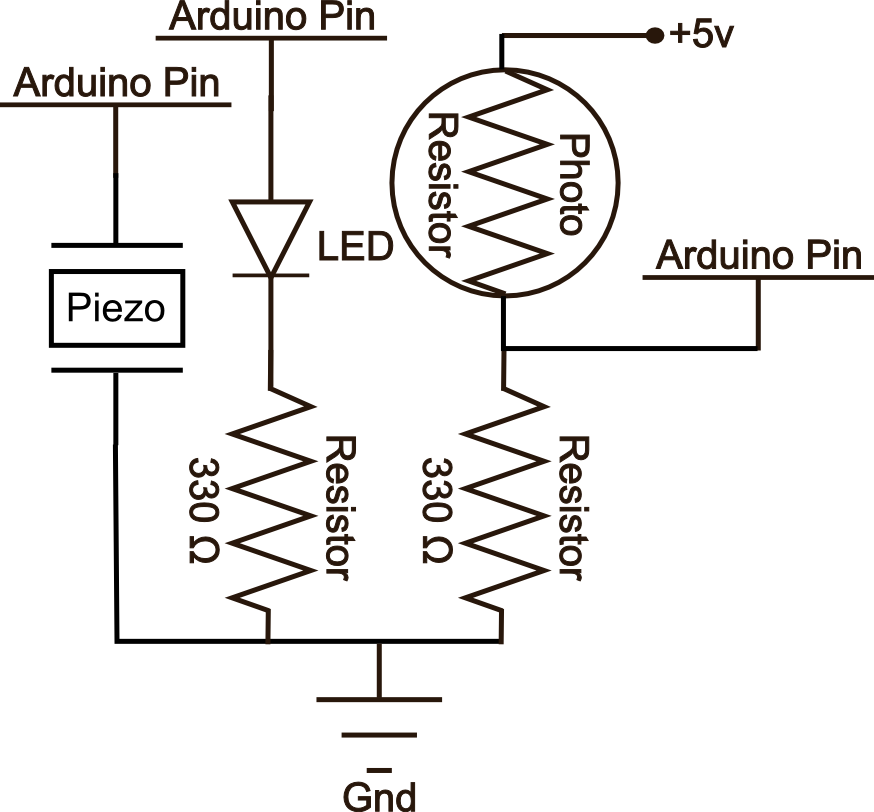 Arduino Pin
+5v
Arduino Pin
Photo
Resistor
LED
Arduino Pin
Piezo
Resistor
330 Ω
Resistor
330 Ω
Gnd